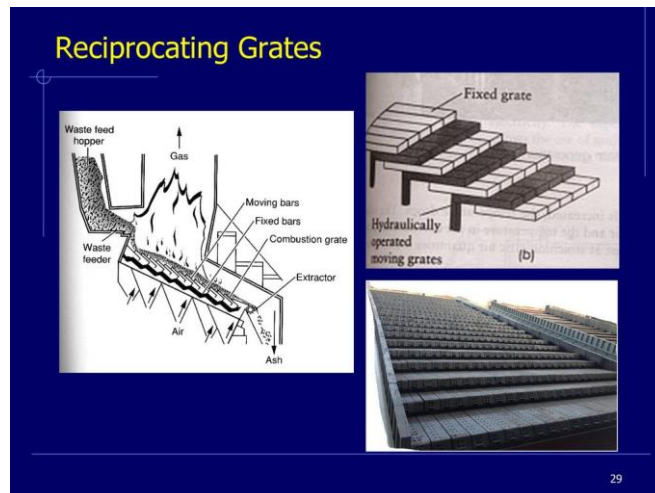 Reciprocating Grates
Waste feed
hopper
Gas
Moving bars
Fixed bars
Combustion grate
Waste
feeder
Extractor
Air
Ash
Fixed grate
Hydraulically
operated
moving grates
(b)
29